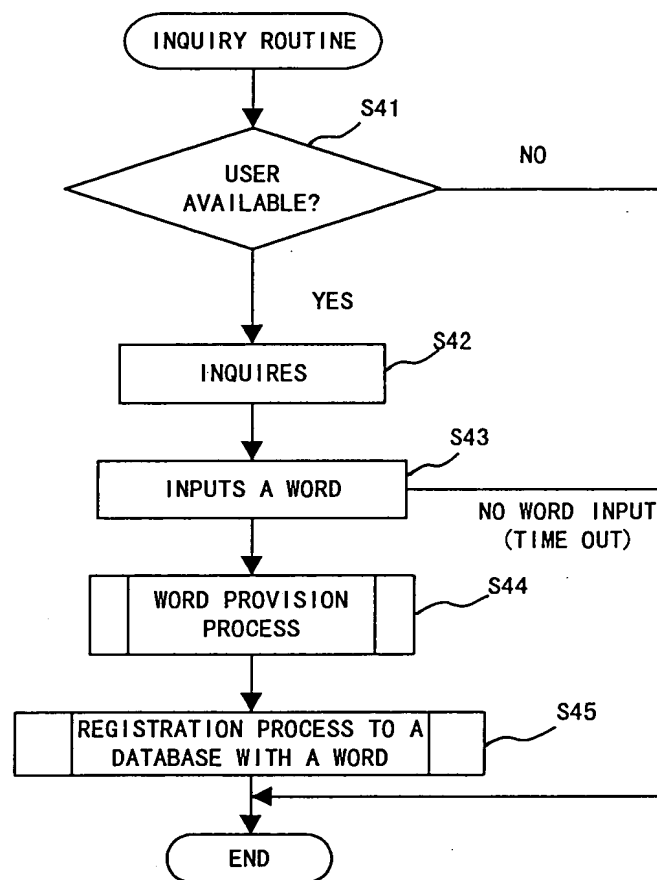 INQUIRY ROUTINE
S41
USER
AVAILABLE?
NO
YES
S42
INQUIRES
S43
INPUTS A WORD
NO WORD INPUT
(TIME OUT)
S44
WORD PROVISION
PROCESS
S45
REGISTRATION PROCESS TO A
DATABASE WITH A WORD
END